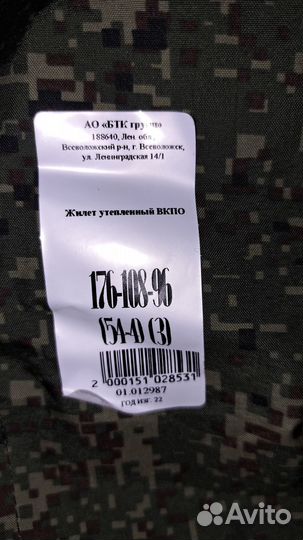 АО «БТК групп»
188640, Лен. обл.,
Всеволожский р-н, г. Всеволожск,
ул. Ленинградская 14/1
Жилет утепленный ВКПО
176-108-96
(54-4) (3)
2 000151 028531
01.012987
ГОД ИЗГ: 22
Avito